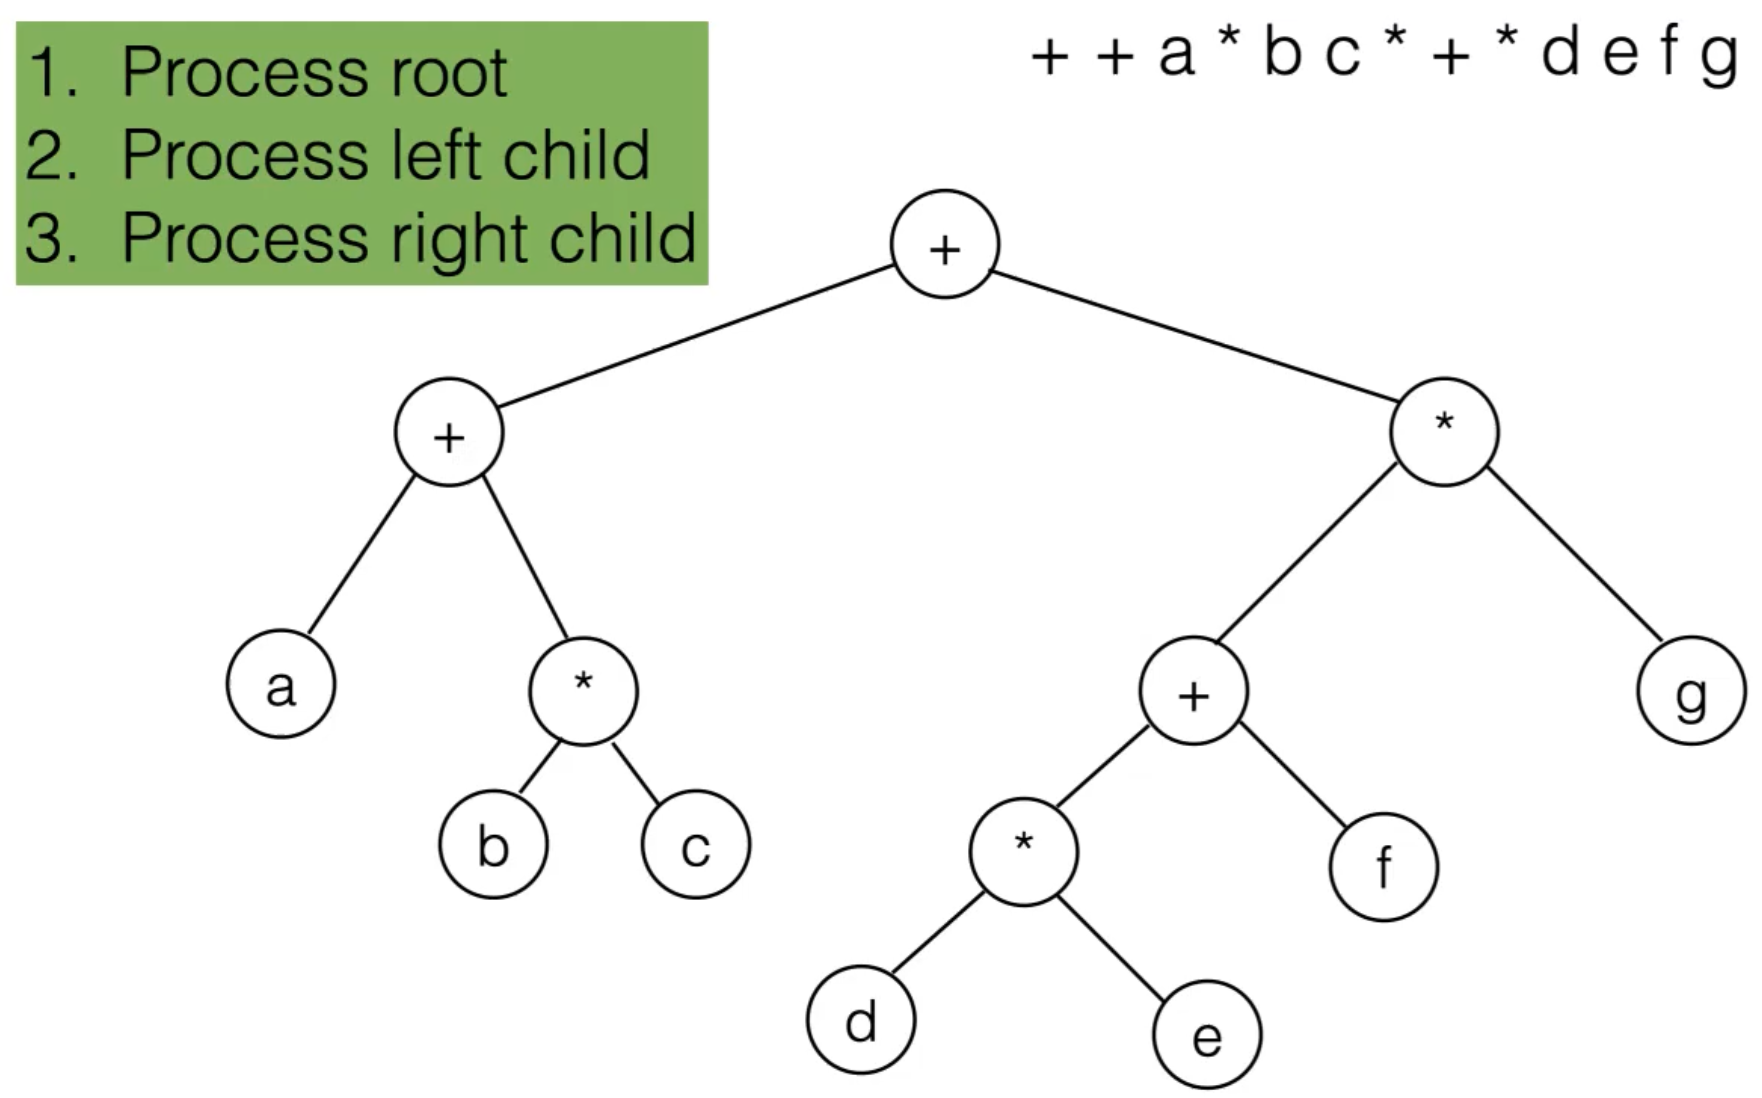 1. Process root
2. Process left child
3. Process right child
+ + a * b c * + * d e f g
+
+
*
a
*
+
g
b
c
*
f
d
e